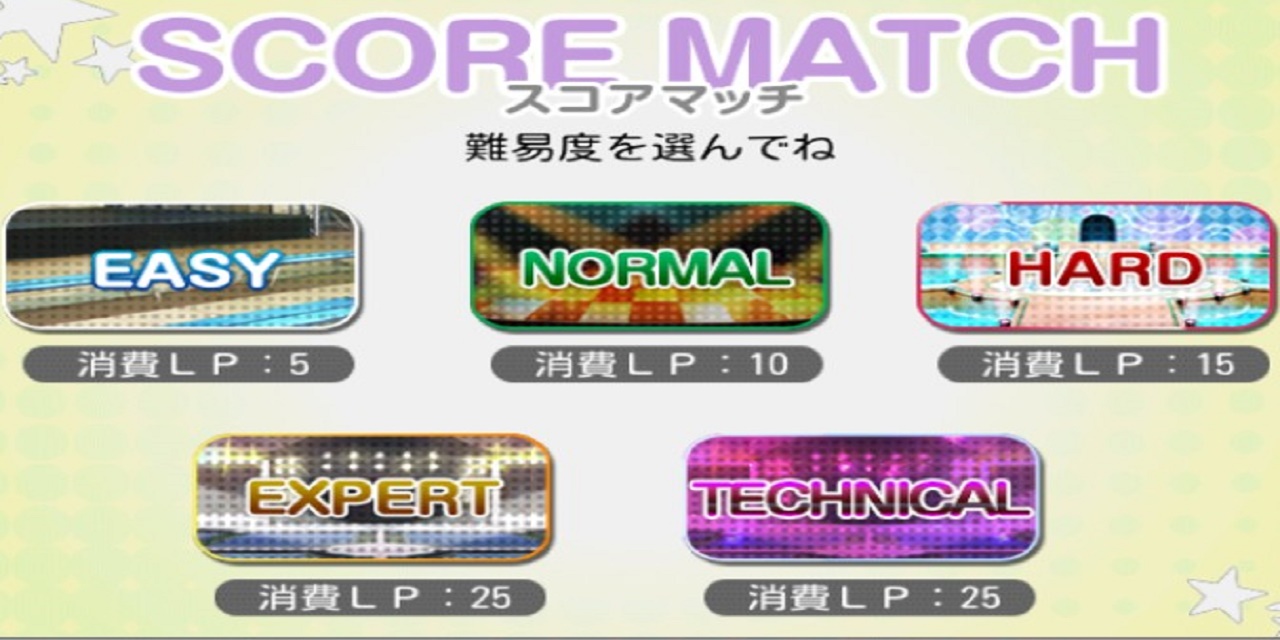 SCORE MATCH
スコアマッチ
難易度を選んでね
EASY
NORMAL
HARD
消費LP：5
消費LP：10
消費LP：15
EXPERT
TECHNICAL
消費LP：25
消費LP：25